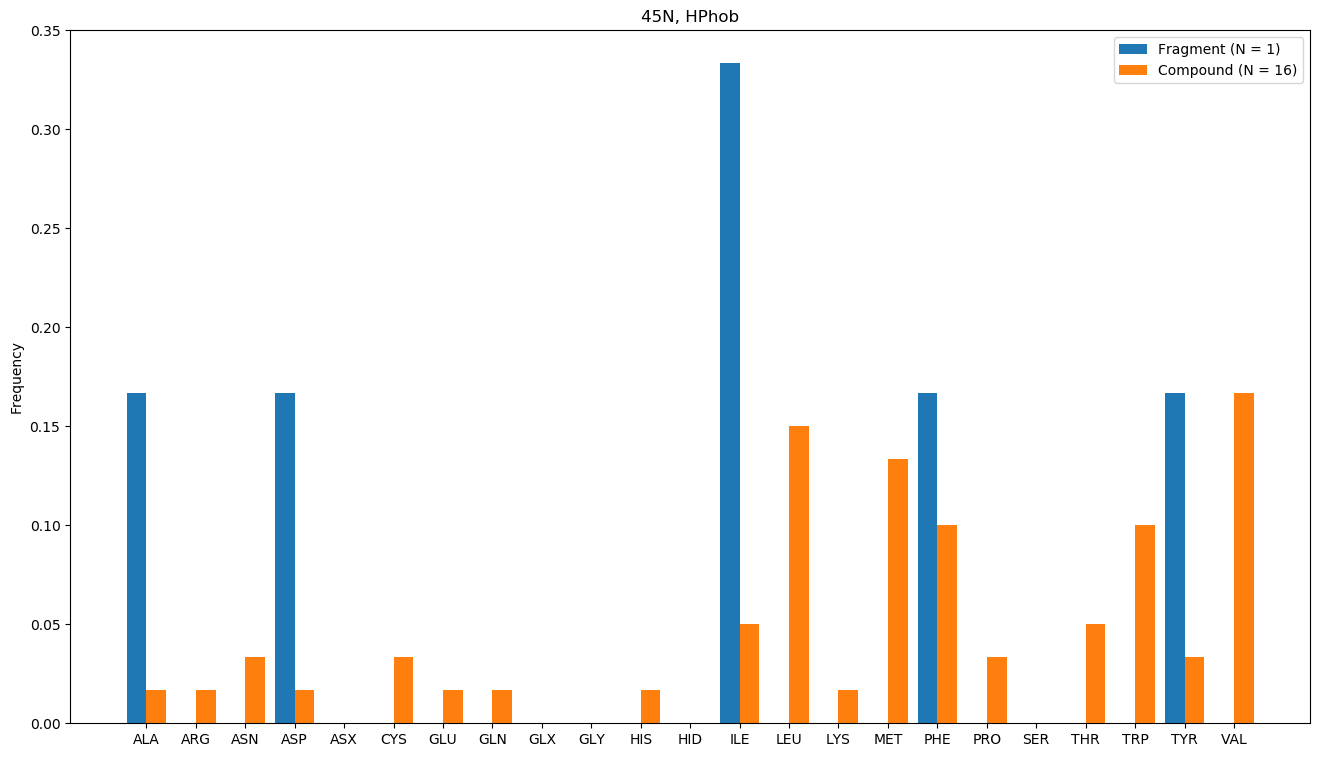 45N, HPhob
Fragment (N = 1)
Compound (N = 16)
Frequency
0.35
0.30
0.25
0.20
0.15
0.10
0.05
0.00
ALA ARG ASN ASP ASX CYS GLU GLN GLX GLY HIS HID ILE LEU LYS MET PHE PRO SER THR TRP TYR VAL